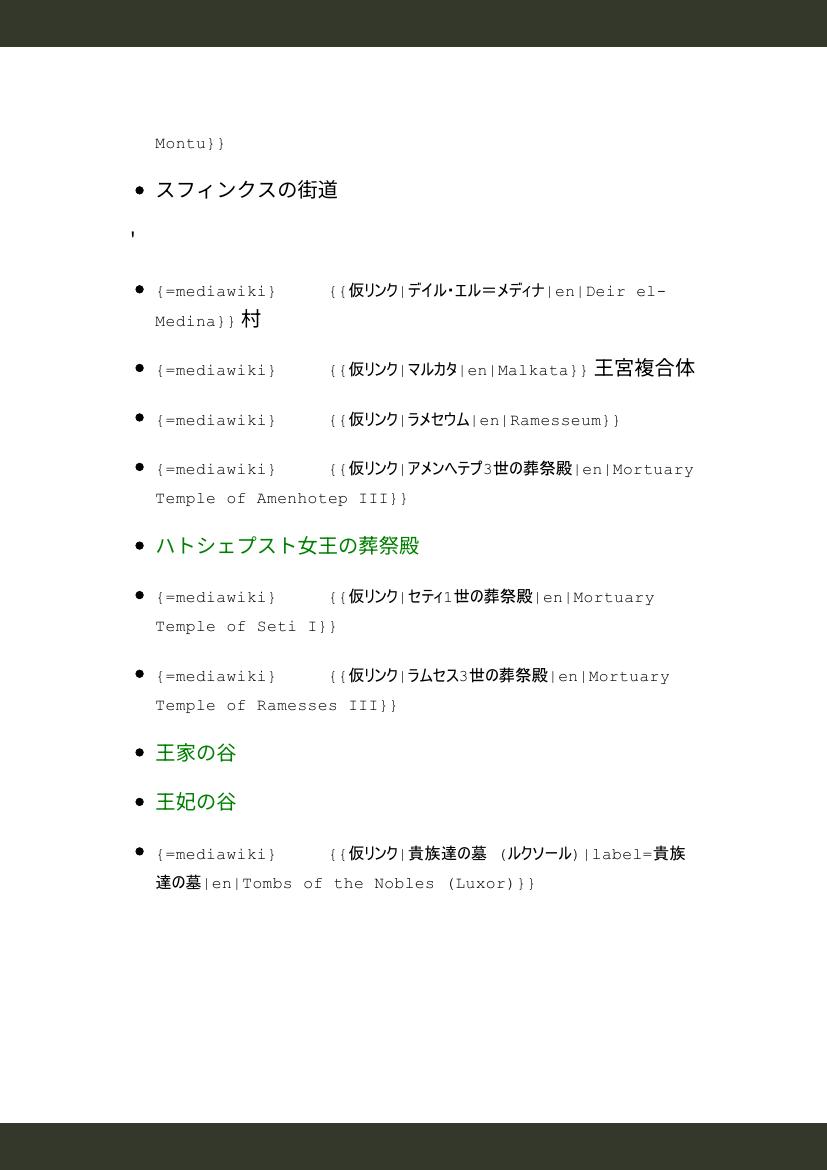 Montu}}
• スフィンクスの街道
'
• {=mediawiki} {{仮リンク|デイル・エル＝メディナ|en|Deir el-
Medina}} 村
• {=mediawiki} {{仮リンク|マルカタ|en|Malkata}} 王宮複合体
• {=mediawiki} {{仮リンク|ラメセウム|en|Ramesseum}}
• {=mediawiki} {{仮リンク|アメンヘテプ3世の葬祭殿|en|Mortuary
Temple of Amenhotep III}}
• ハトシェプスト女王の葬祭殿
• {=mediawiki} {{仮リンク|セティ1世の葬祭殿|en|Mortuary
Temple of Seti I}}
• {=mediawiki} {{仮リンク|ラムセス3世の葬祭殿|en|Mortuary
Temple of Ramesses III}}
• 王家の谷
• 王妃の谷
• {=mediawiki} {{仮リンク|貴族達の墓 (ルクソール)|label=貴族
達の墓|en|Tombs of the Nobles (Luxor)}}